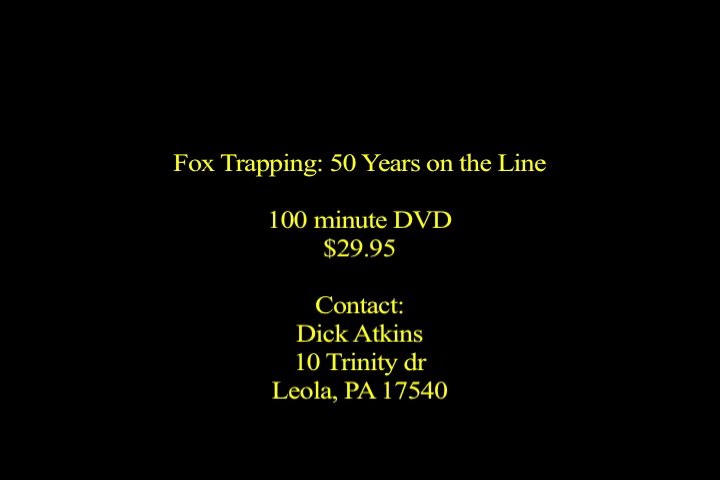 Fox Trapping: 50 Years on the Line
100 minute DVD
$29.95
Contact:
Dick Atkins
10 Trinity dr
Leola, PA 17540